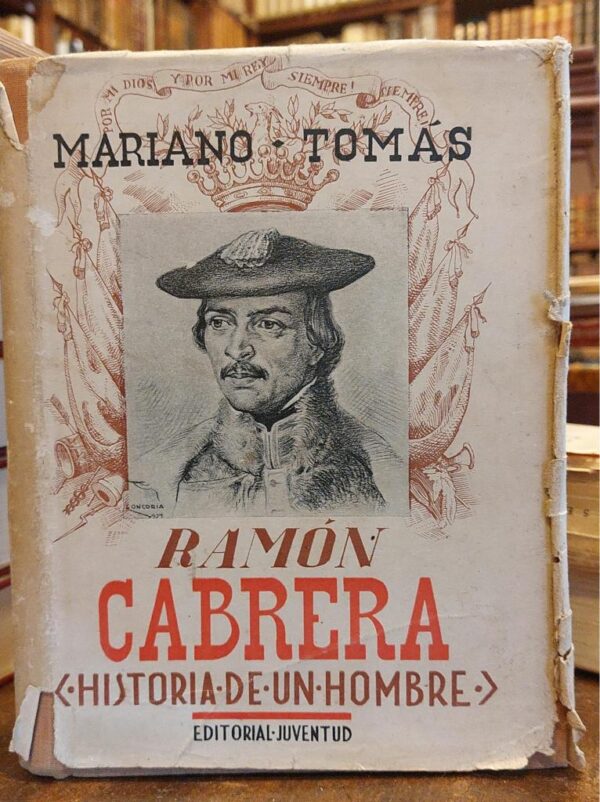 POR MI DIOS Y POR MI REY SIEMPRE! SIEMPRE!
MARIANO · TOMÁS
RAMÓN
CABRERA
<·HISTORIA·DE·UN·HOMBRE·>
EDITORIAL·JUVENTUD